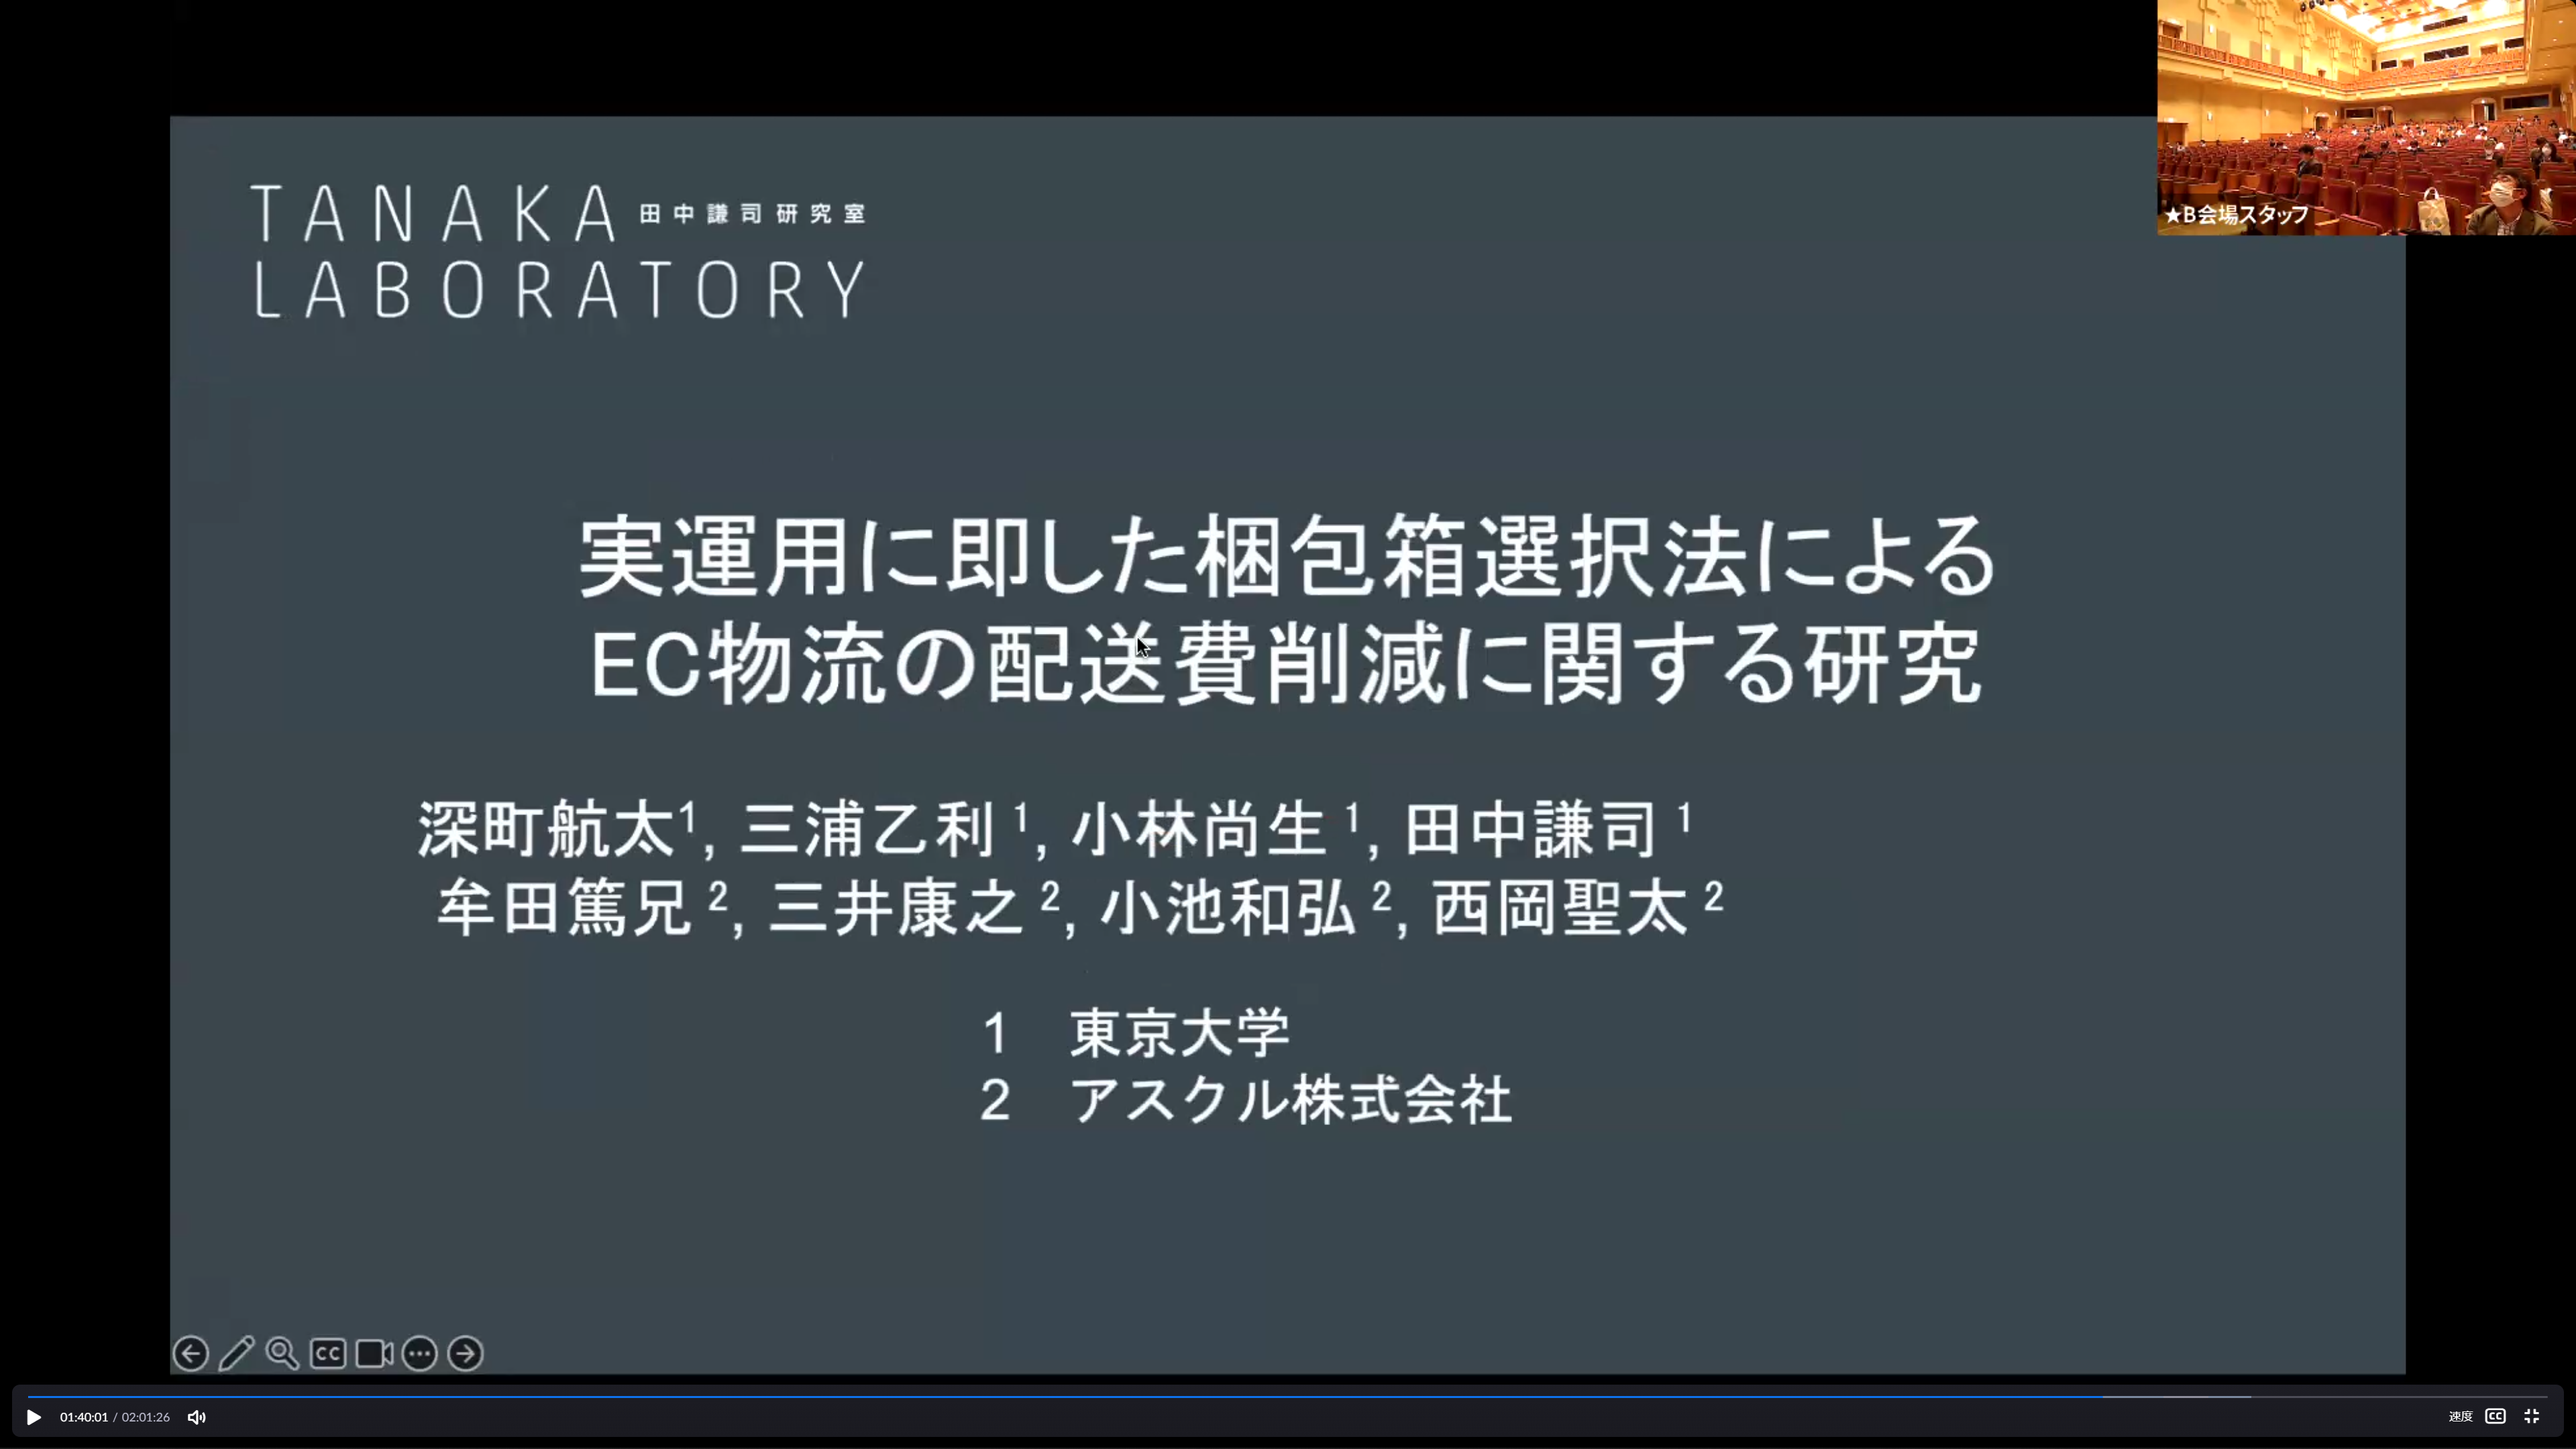 TANAKA 田中謙司研究室
LABORATORY
★B会場スタッフ
実運用に即した梱包箱選択法による
EC物流の配送費削減に関する研究
深町航太1, 三浦乙利 1, 小林尚生 1, 田中謙司 1
牟田篤兄 2, 三井康之 2, 小池和弘 2, 西岡聖太 2
1 東京大学
2 アスクル株式会社
CC
01:40:01 / 02:01:26
速度 CC